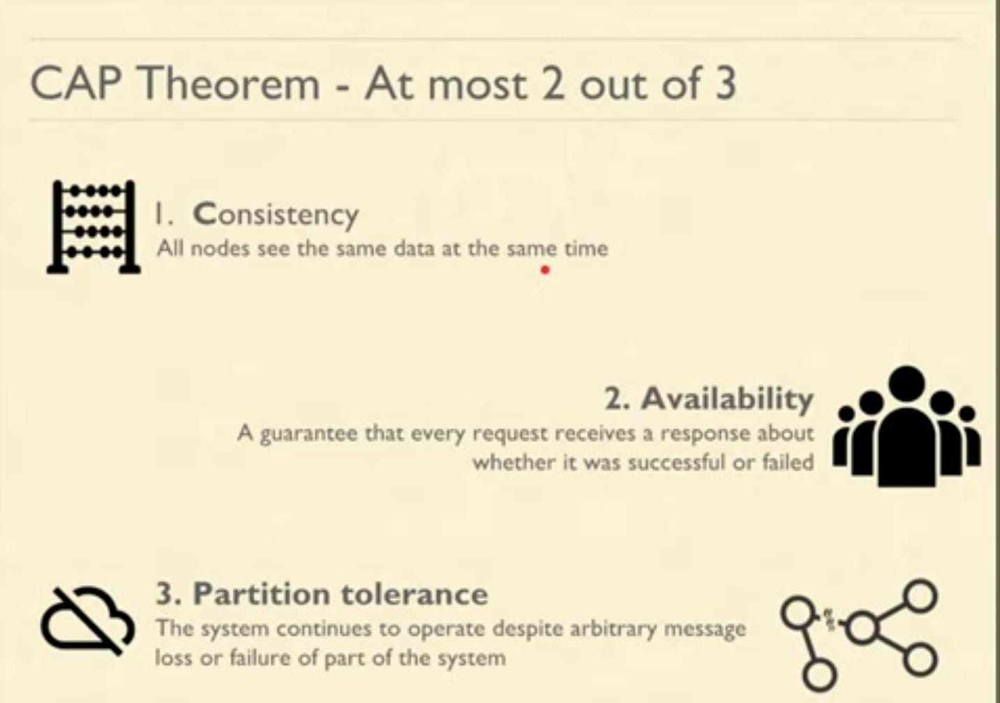 CAP Theorem - At most 2 out of 3
1. Consistency
All nodes see the same data at the same time
2. Availability
A guarantee that every request receives a response about
whether it was successful or failed
3. Partition tolerance
The system continues to operate despite arbitrary message
loss or failure of part of the system